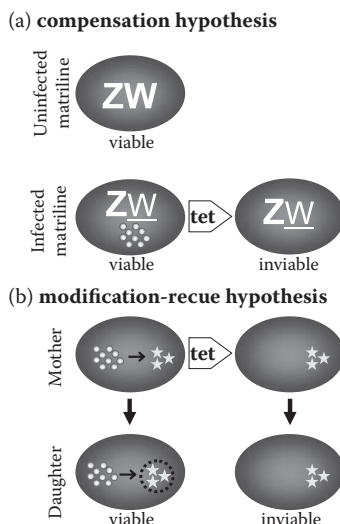 (a) compensation hypothesis
Uninfected
matriline
ZW
viable
Infected
matriline
ZW
tet
ZW
viable
inviable
(b) modification-recue hypothesis
Mother
tet
Daughter
viable
inviable